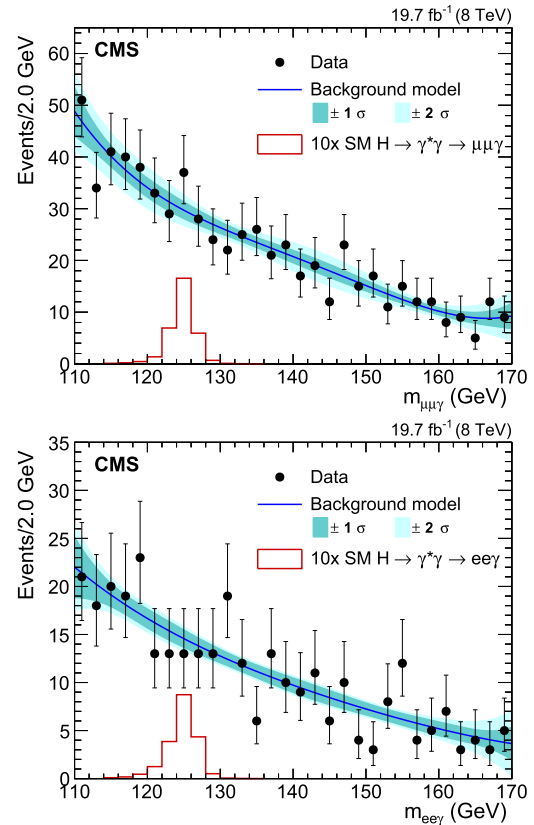 19.7 fb⁻¹ (8 TeV)
CMS
Data
Background model
± 1 σ ± 2 σ
10x SM H → γ*γ → μμγ
Events/2.0 GeV
60
50
40
30
20
10
0
110 120 130 140 150 160 170
m_μμγ (GeV)
19.7 fb⁻¹ (8 TeV)
CMS
Data
Background model
± 1 σ ± 2 σ
10x SM H → γ*γ → eeγ
Events/2.0 GeV
35
30
25
20
15
10
5
0
110 120 130 140 150 160 170
m_eeγ (GeV)